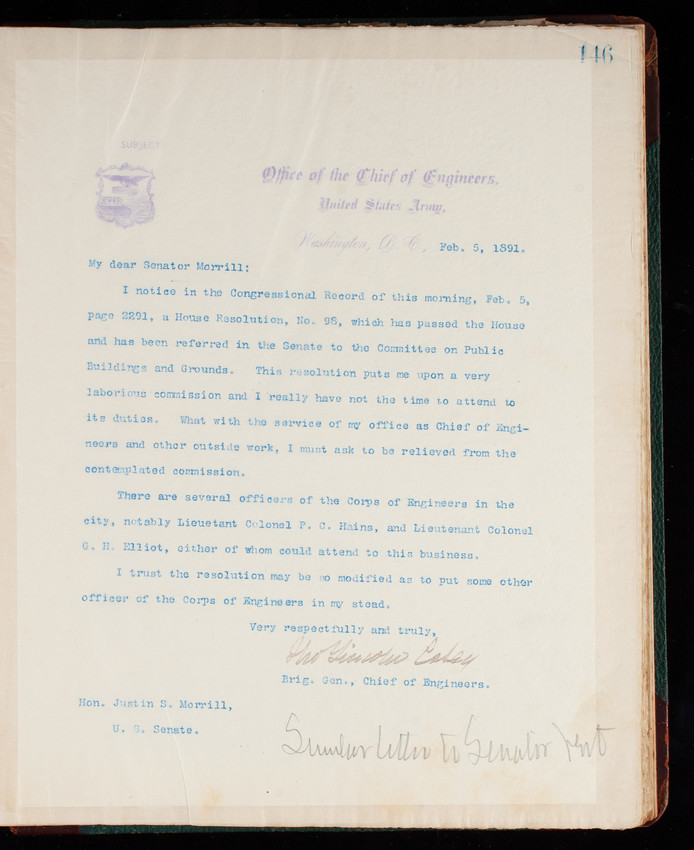 146
SUBJECT
Office of the Chief of Engineers,
United States Army,
Washington, D. C., Feb. 5, 1891.
My dear Senator Morrill:
I notice in the Congressional Record of this morning, Feb. 5,
page 2291, a House Resolution, No. 98, which has passed the House
and has been referred in the Senate to the Committee on Public
Buildings and Grounds. This resolution puts me upon a very
laborious commission and I really have not the time to attend to
its duties. What with the service of my office as Chief of Engi-
neers and other outside work, I must ask to be relieved from the
contemplated commission.
There are several officers of the Corps of Engineers in the
city, notably Lieuetant Colonel P. C. Hains, and Lieutenant Colonel
G. H. Elliot, either of whom could attend to this business.
I trust the resolution may be so modified as to put some other
officer of the Corps of Engineers in my stead.
Very respectfully and truly,
Thos Lincoln Casey
Brig. Gen., Chief of Engineers.
Hon. Justin S. Morrill,
U. S. Senate.
Similar letter to Senator Vest